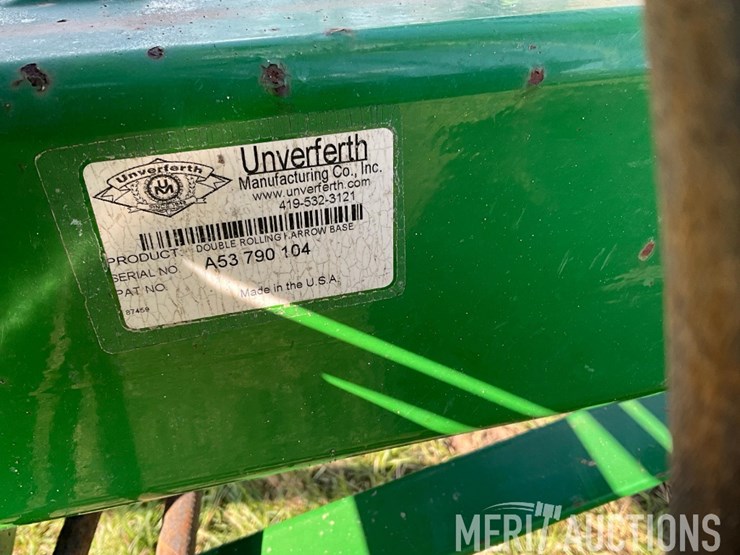 Unverferth
Unverferth
Manufacturing Co., Inc.
www.unverferth.com
419-532-3121
PRODUCT: DOUBLE ROLLING HARROW BASE
SERIAL NO. A53 790 104
PAT NO.
Made in the U.S.A.
87459
MERIT AUCTIONS